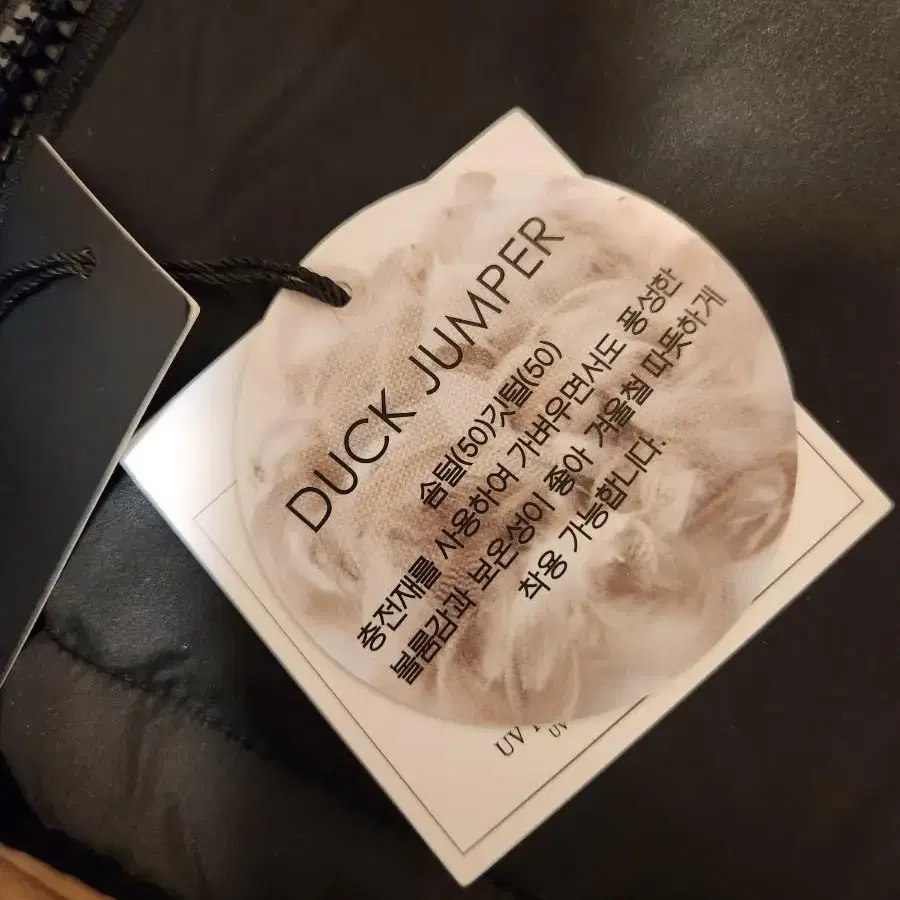 DUCK JUMPER
솜털(50)깃털(50)
충전재를 사용하여 가벼우면서도 풍성한
볼륨감과 보온성이 좋아 겨울철 따뜻하게
착용 가능합니다.
UV
UV